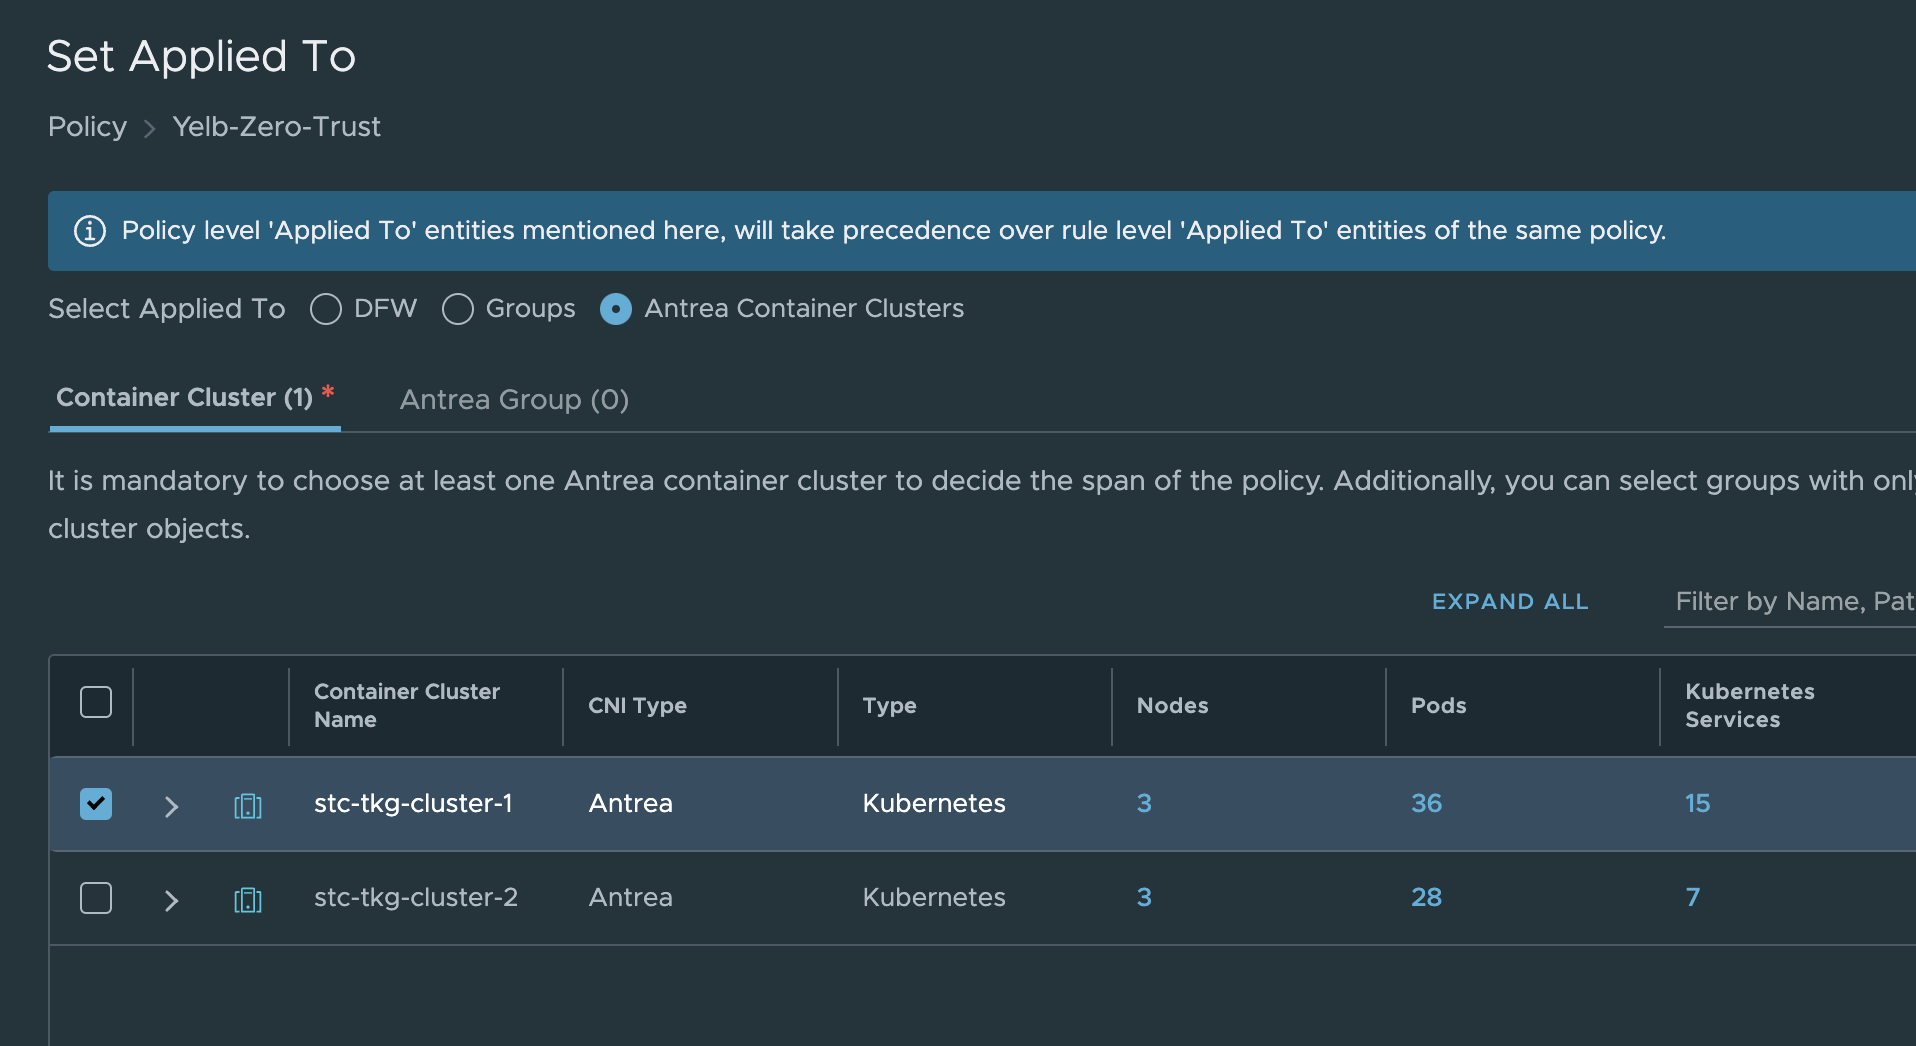 Set Applied To
Policy > Yelb-Zero-Trust
Policy level 'Applied To' entities mentioned here, will take precedence over rule level 'Applied To' entities of the same policy.
Select Applied To DFW Groups Antrea Container Clusters
Container Cluster (1) * Antrea Group (0)
It is mandatory to choose at least one Antrea container cluster to decide the span of the policy. Additionally, you can select groups with only
cluster objects.
EXPAND ALL Filter by Name, Pat
Container Cluster Name CNI Type Type Nodes Pods Kubernetes Services
stc-tkg-cluster-1 Antrea Kubernetes 3 36 15
stc-tkg-cluster-2 Antrea Kubernetes 3 28 7